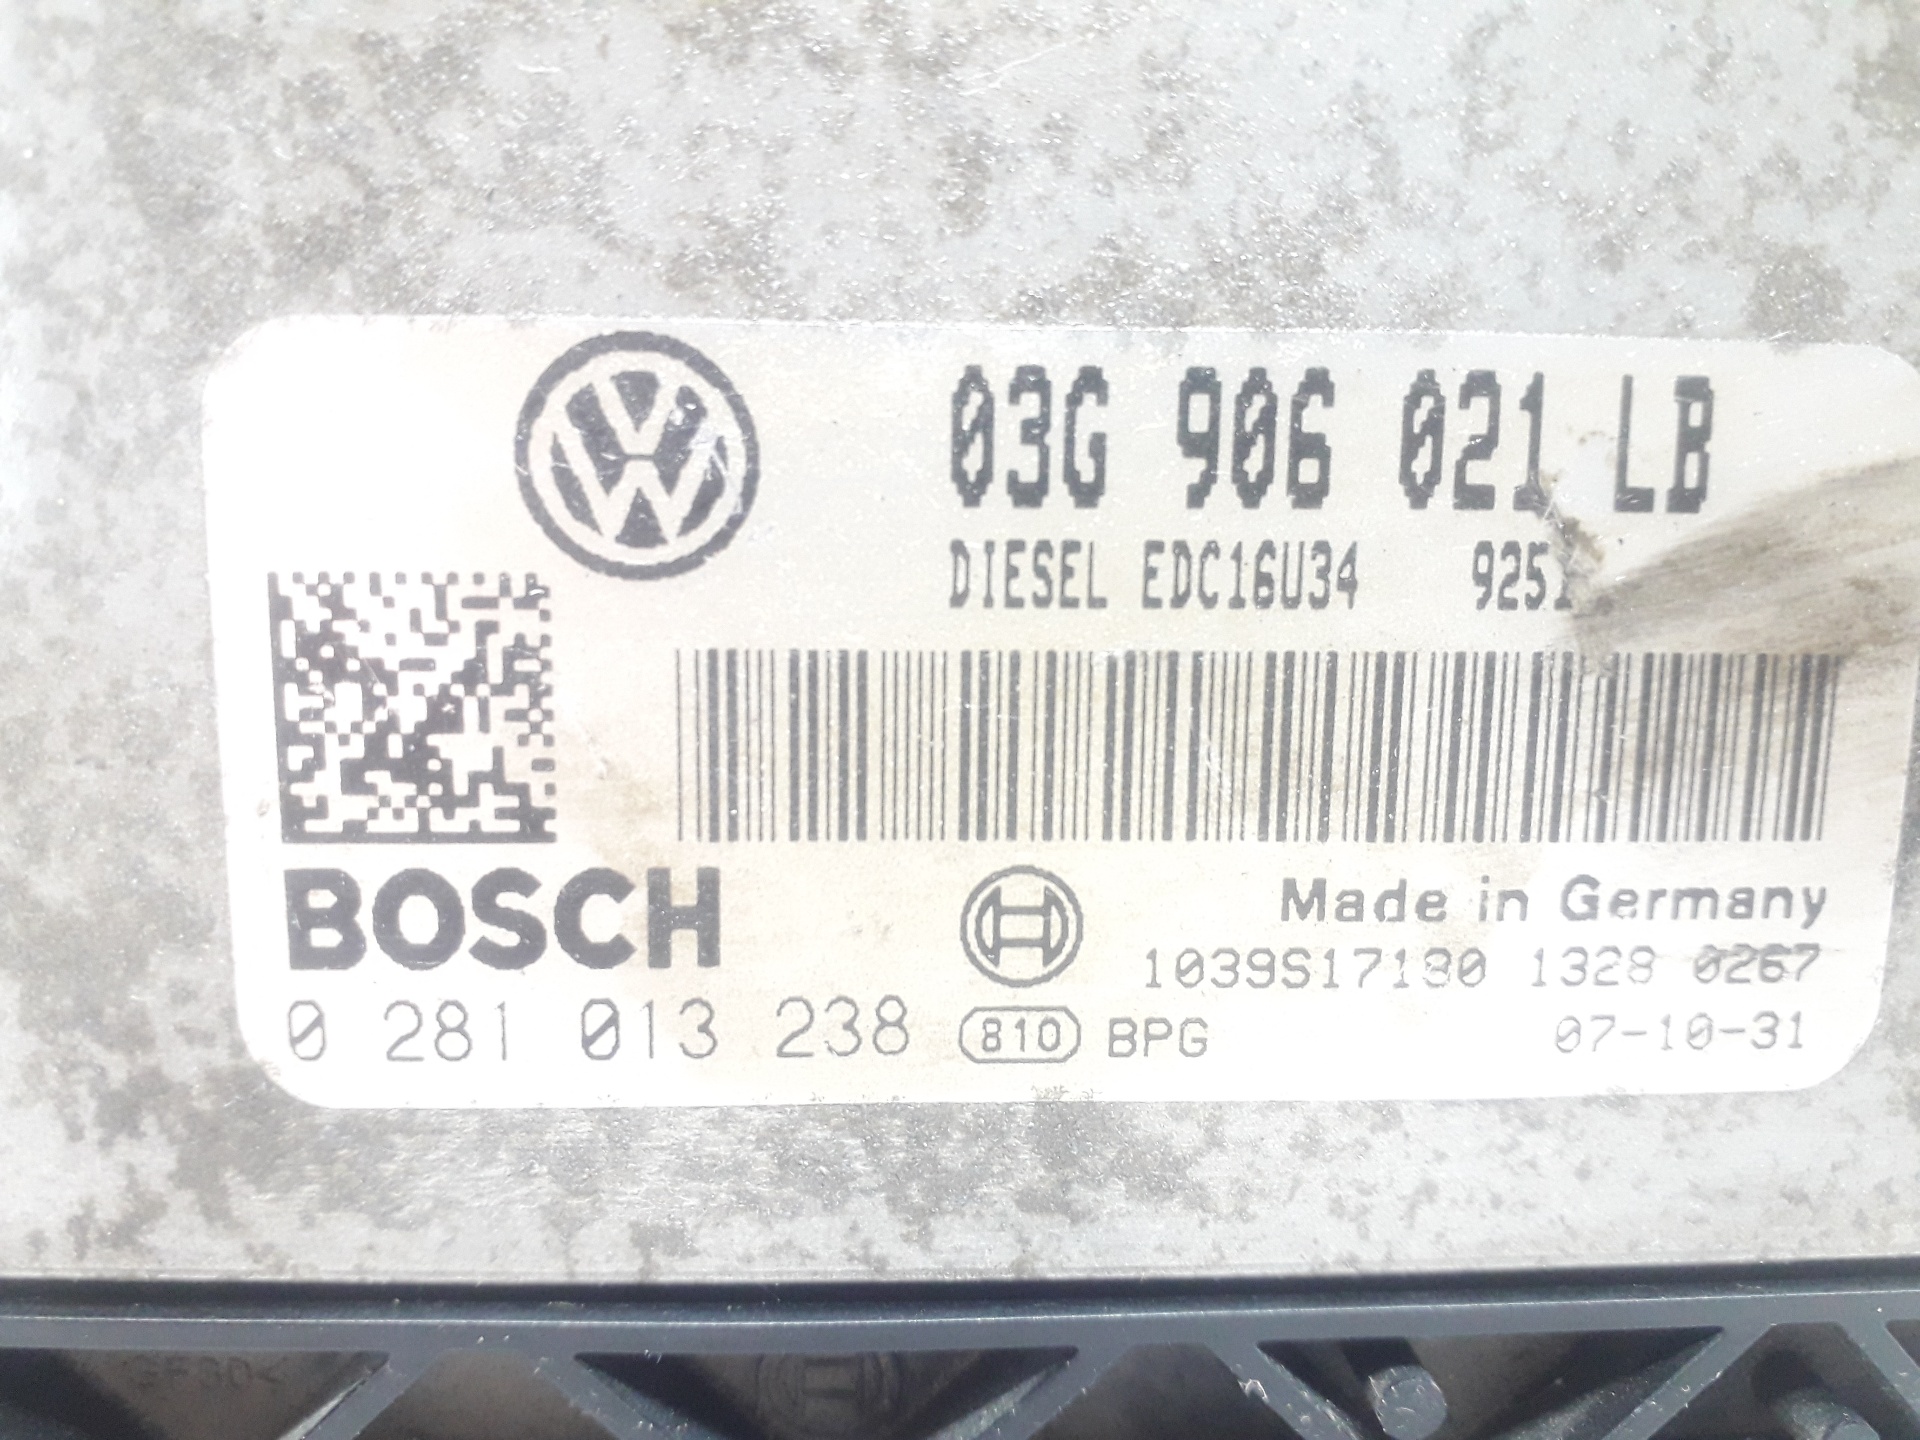 03G 906 021 LB
DIESEL EDC16U34 9251
BOSCH
Made in Germany
1039S17180 1328 0267
0 281 013 238 810 BPG 07-10-31